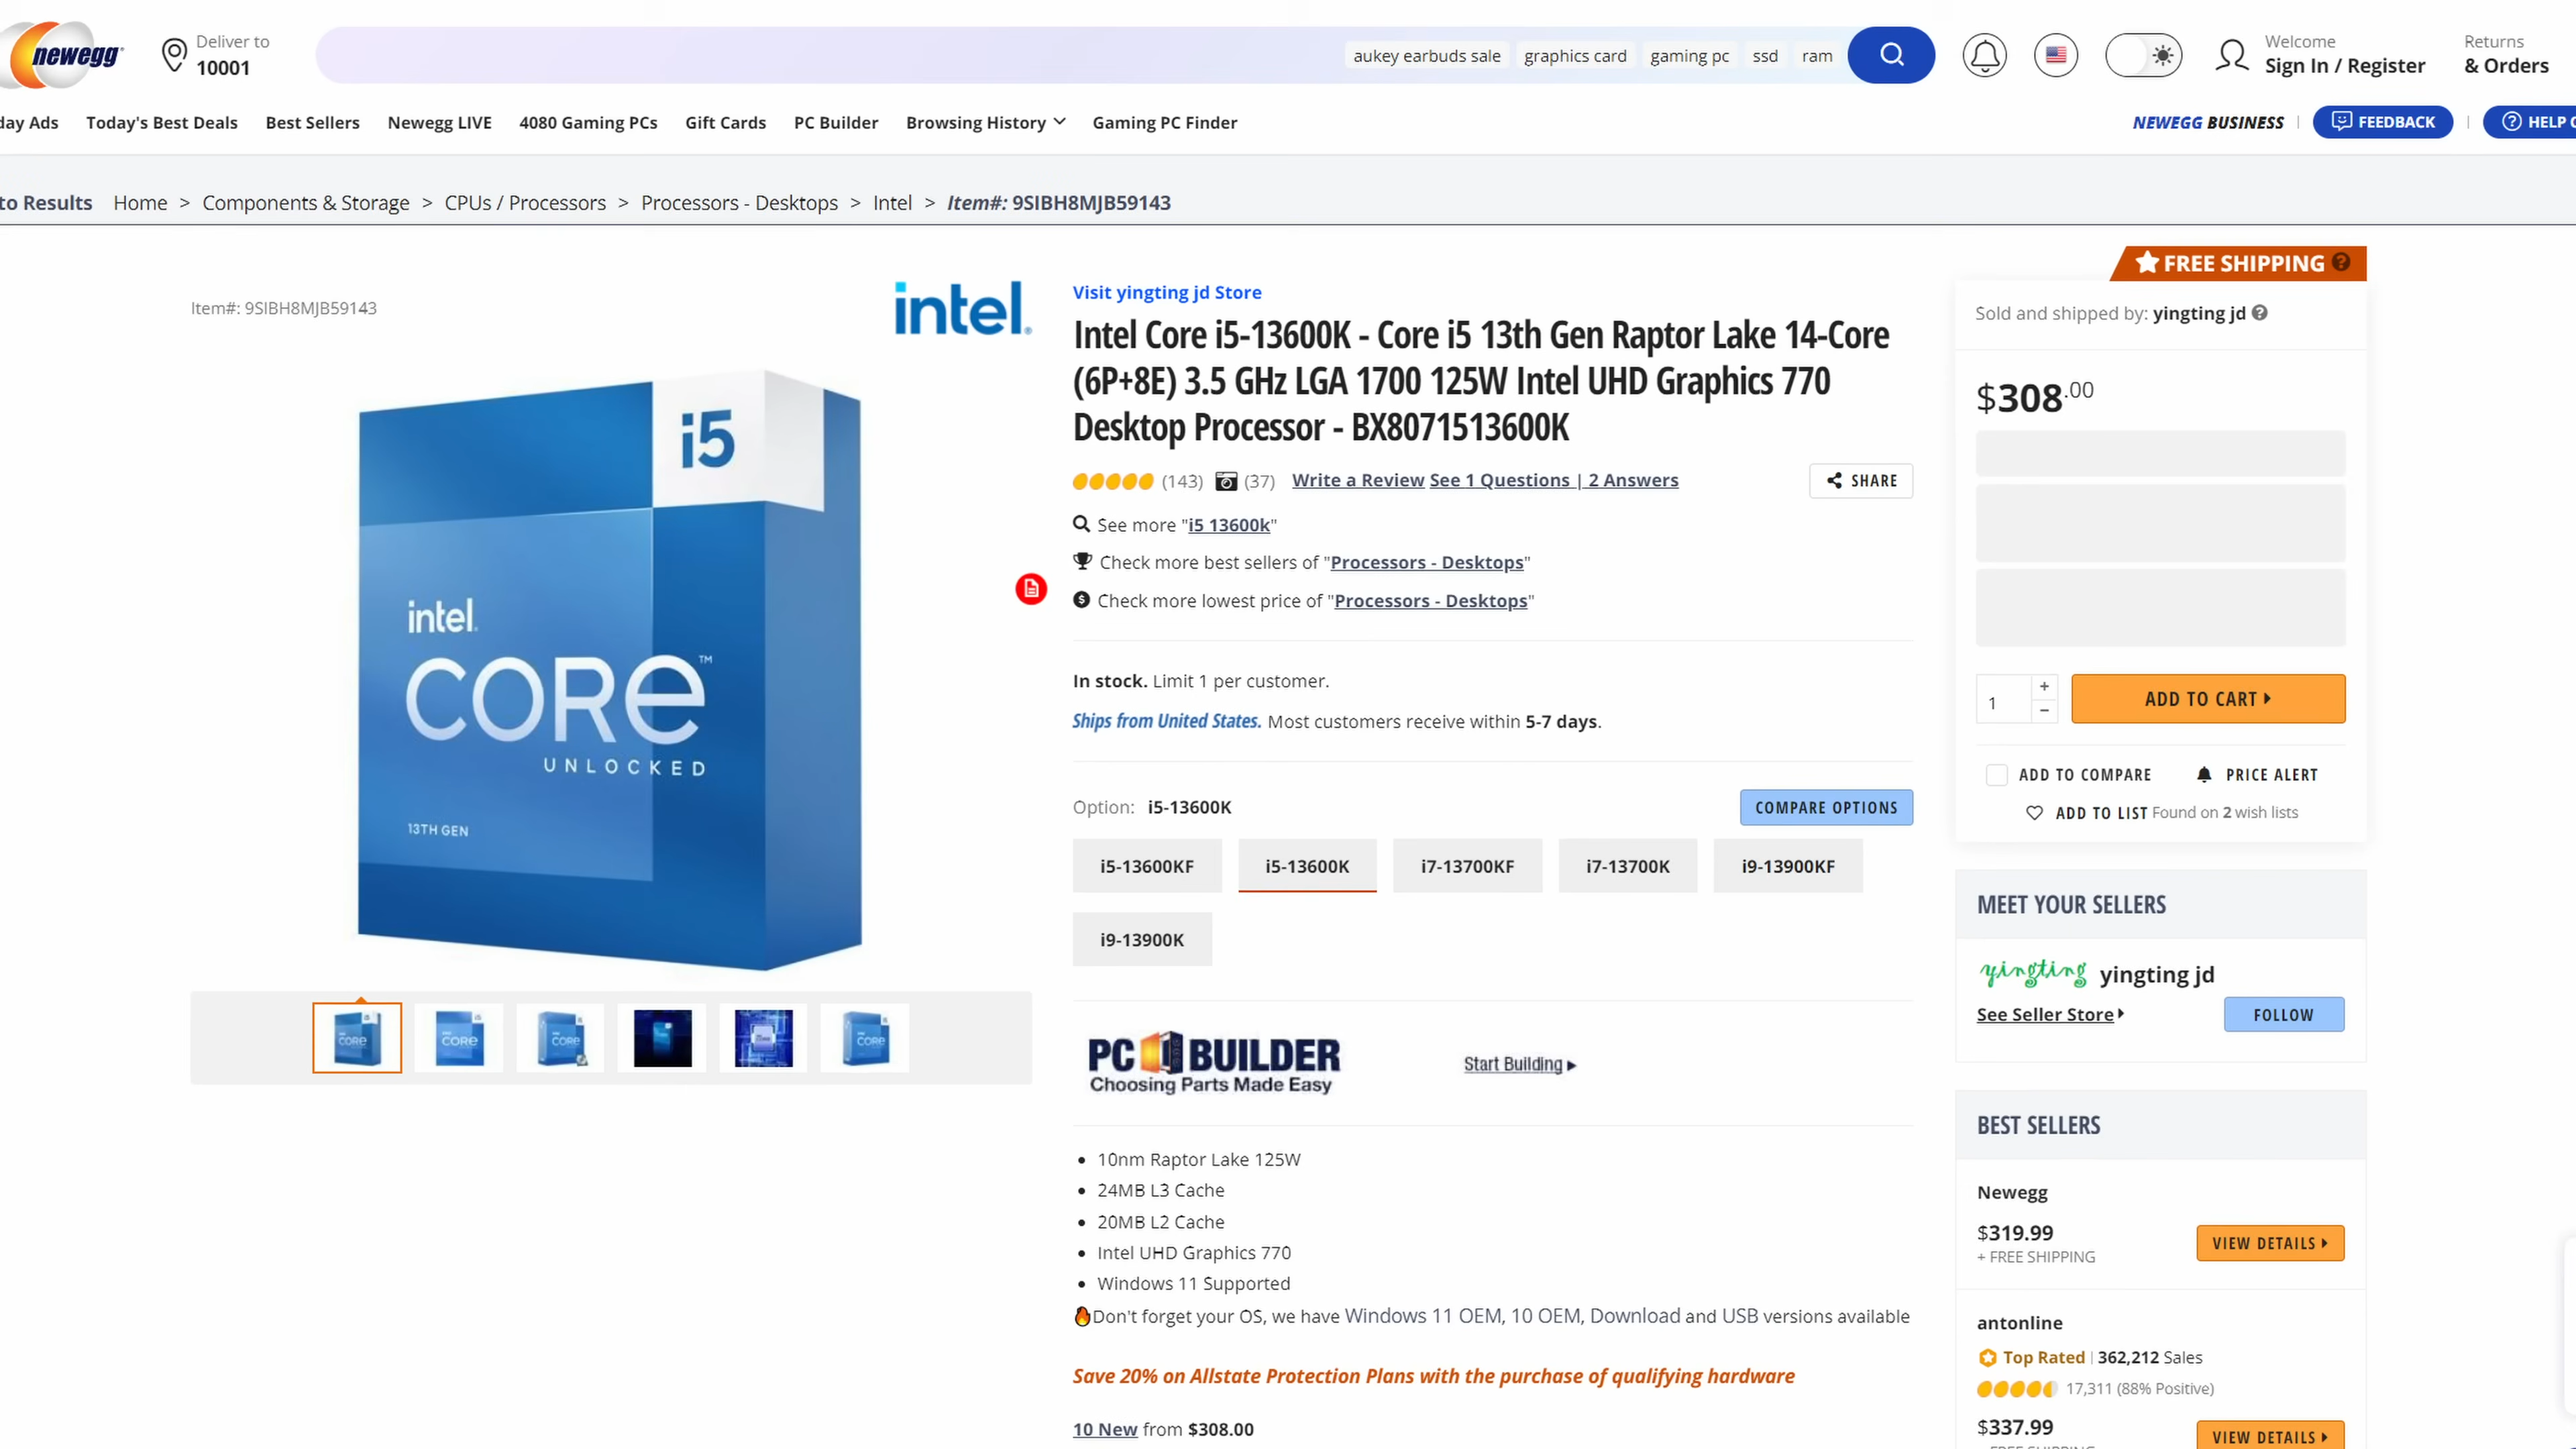 newegg
Deliver to
10001
aukey earbuds sale graphics card gaming pc ssd ram
Welcome
Sign In / Register
Returns
& Orders
day Ads Today's Best Deals Best Sellers Newegg LIVE 4080 Gaming PCs Gift Cards PC Builder Browsing History Gaming PC Finder
NEWEGG BUSINESS | FEEDBACK | HELP C
to Results Home > Components & Storage > CPUs / Processors > Processors - Desktops > Intel > Item#: 9SIBH8MJB59143
Item#: 9SIBH8MJB59143
intel.
i5
intel.
CORE™
UNLOCKED
13TH GEN
Visit yingting jd Store
Intel Core i5-13600K - Core i5 13th Gen Raptor Lake 14-Core
(6P+8E) 3.5 GHz LGA 1700 125W Intel UHD Graphics 770
Desktop Processor - BX8071513600K
(143) (37) Write a Review See 1 Questions | 2 Answers
SHARE
See more "i5 13600k"
Check more best sellers of "Processors - Desktops"
Check more lowest price of "Processors - Desktops"
In stock. Limit 1 per customer.
Ships from United States. Most customers receive within 5-7 days.
Option: i5-13600K
COMPARE OPTIONS
i5-13600KF i5-13600K i7-13700KF i7-13700K i9-13900KF
i9-13900K
PC BUILDER
Choosing Parts Made Easy
Start Building
10nm Raptor Lake 125W
24MB L3 Cache
20MB L2 Cache
Intel UHD Graphics 770
Windows 11 Supported
Don't forget your OS, we have Windows 11 OEM, 10 OEM, Download and USB versions available
Save 20% on Allstate Protection Plans with the purchase of qualifying hardware
10 New from $308.00
FREE SHIPPING
Sold and shipped by: yingting jd
$308.00
1
ADD TO CART
ADD TO COMPARE PRICE ALERT
ADD TO LIST Found on 2 wish lists
MEET YOUR SELLERS
yingting yingting jd
See Seller Store
FOLLOW
BEST SELLERS
Newegg
$319.99
+ FREE SHIPPING
VIEW DETAILS
antonline
Top Rated | 362,212 Sales
17,311 (88% Positive)
$337.99
VIEW DETAILS